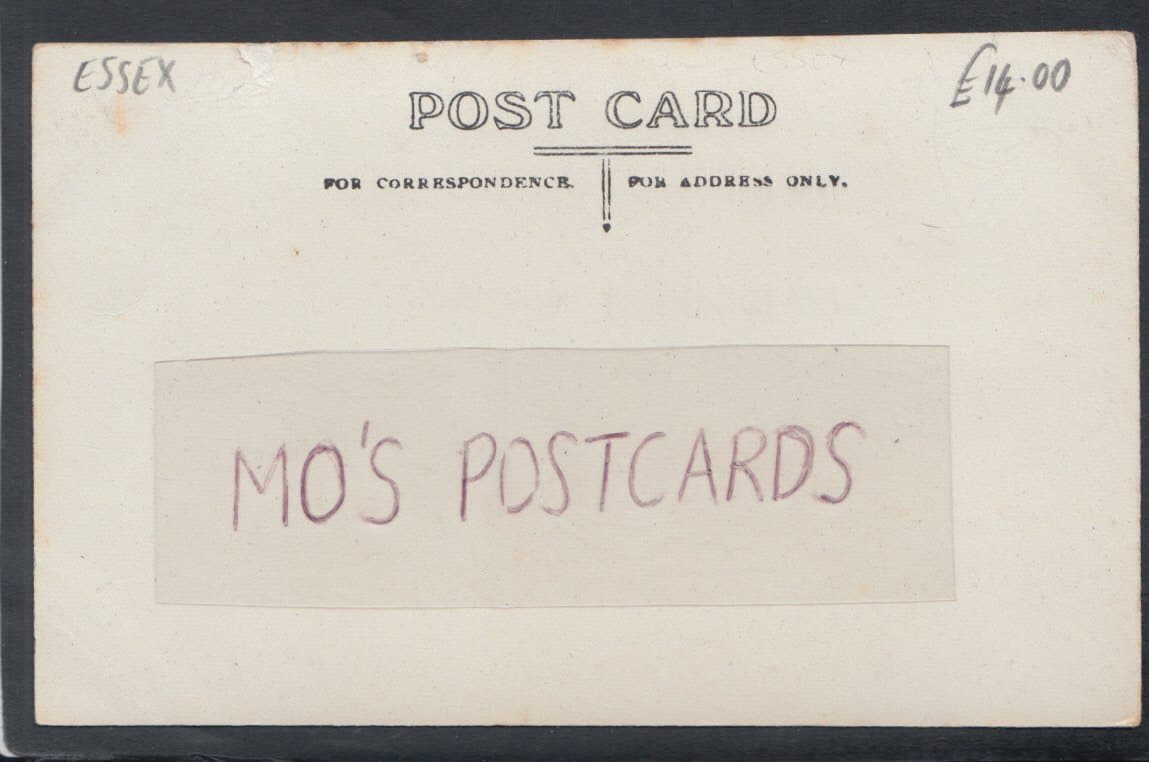 ESSEX
£14.00
POST CARD
FOR CORRESPONDENCE.
FOR ADDRESS ONLY.
MO'S POSTCARDS